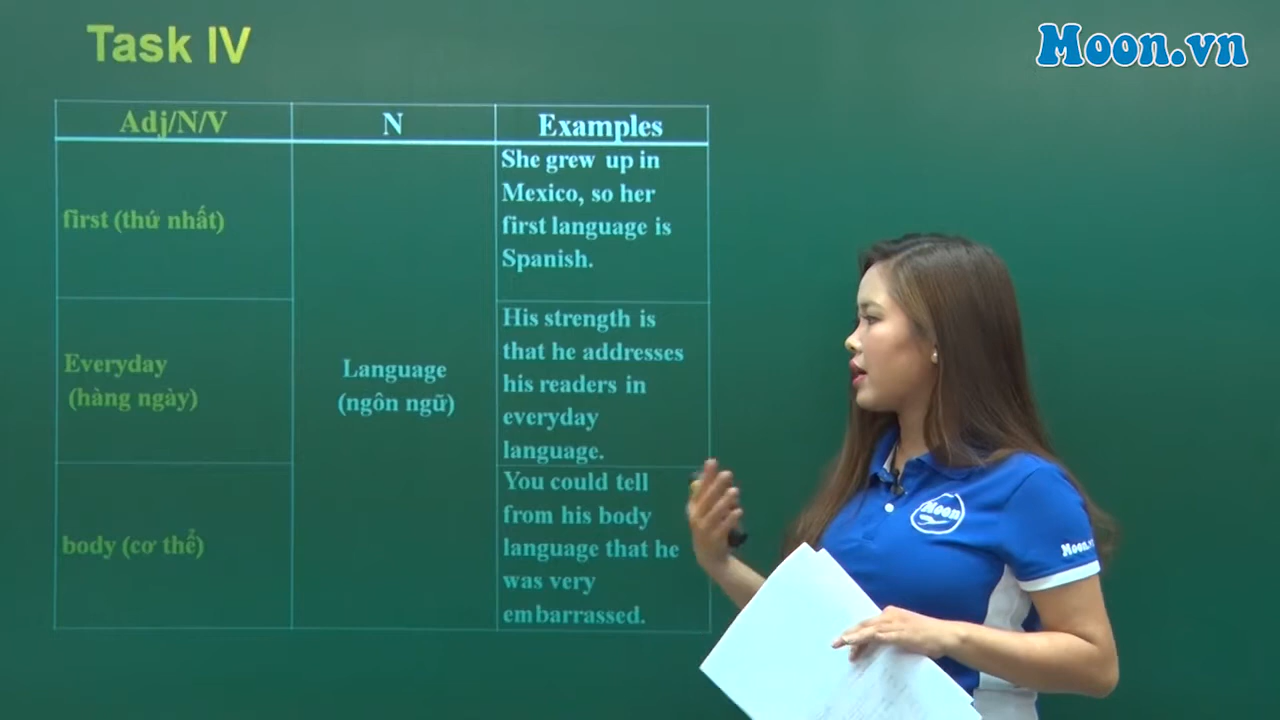 Task IV
Moon.vn
Adj/N/V
N
Examples
first (thứ nhất)
She grew up in
Mexico, so her
first language is
Spanish.
Everyday
(hàng ngày)
Language
(ngôn ngữ)
His strength is
that he addresses
his readers in
everyday
language.
body (cơ thể)
You could tell
from his body
language that he
was very
embarrassed.
Moon
Moon.vn